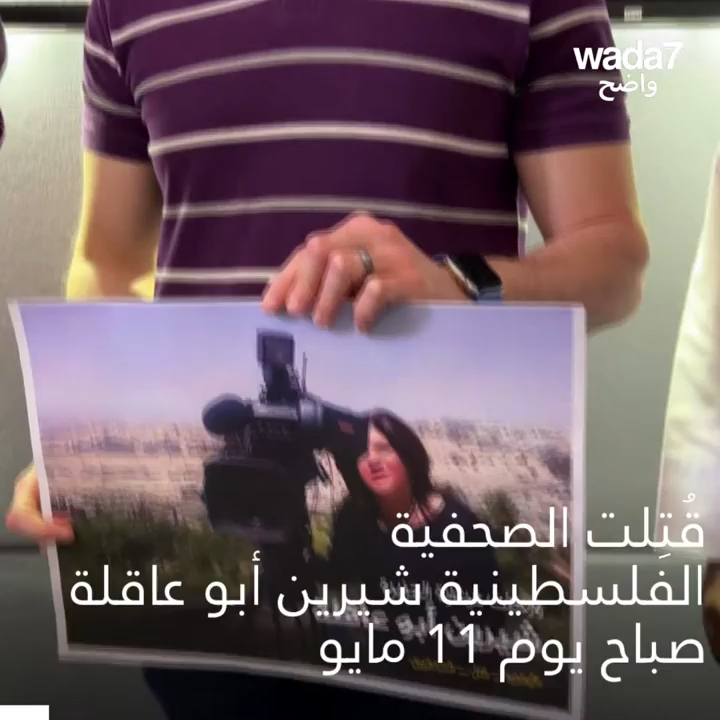 wada7
واضح
قُتِلت الصحفية
الفلسطينية شيرين أبو عاقلة
صباح يوم 11 مايو